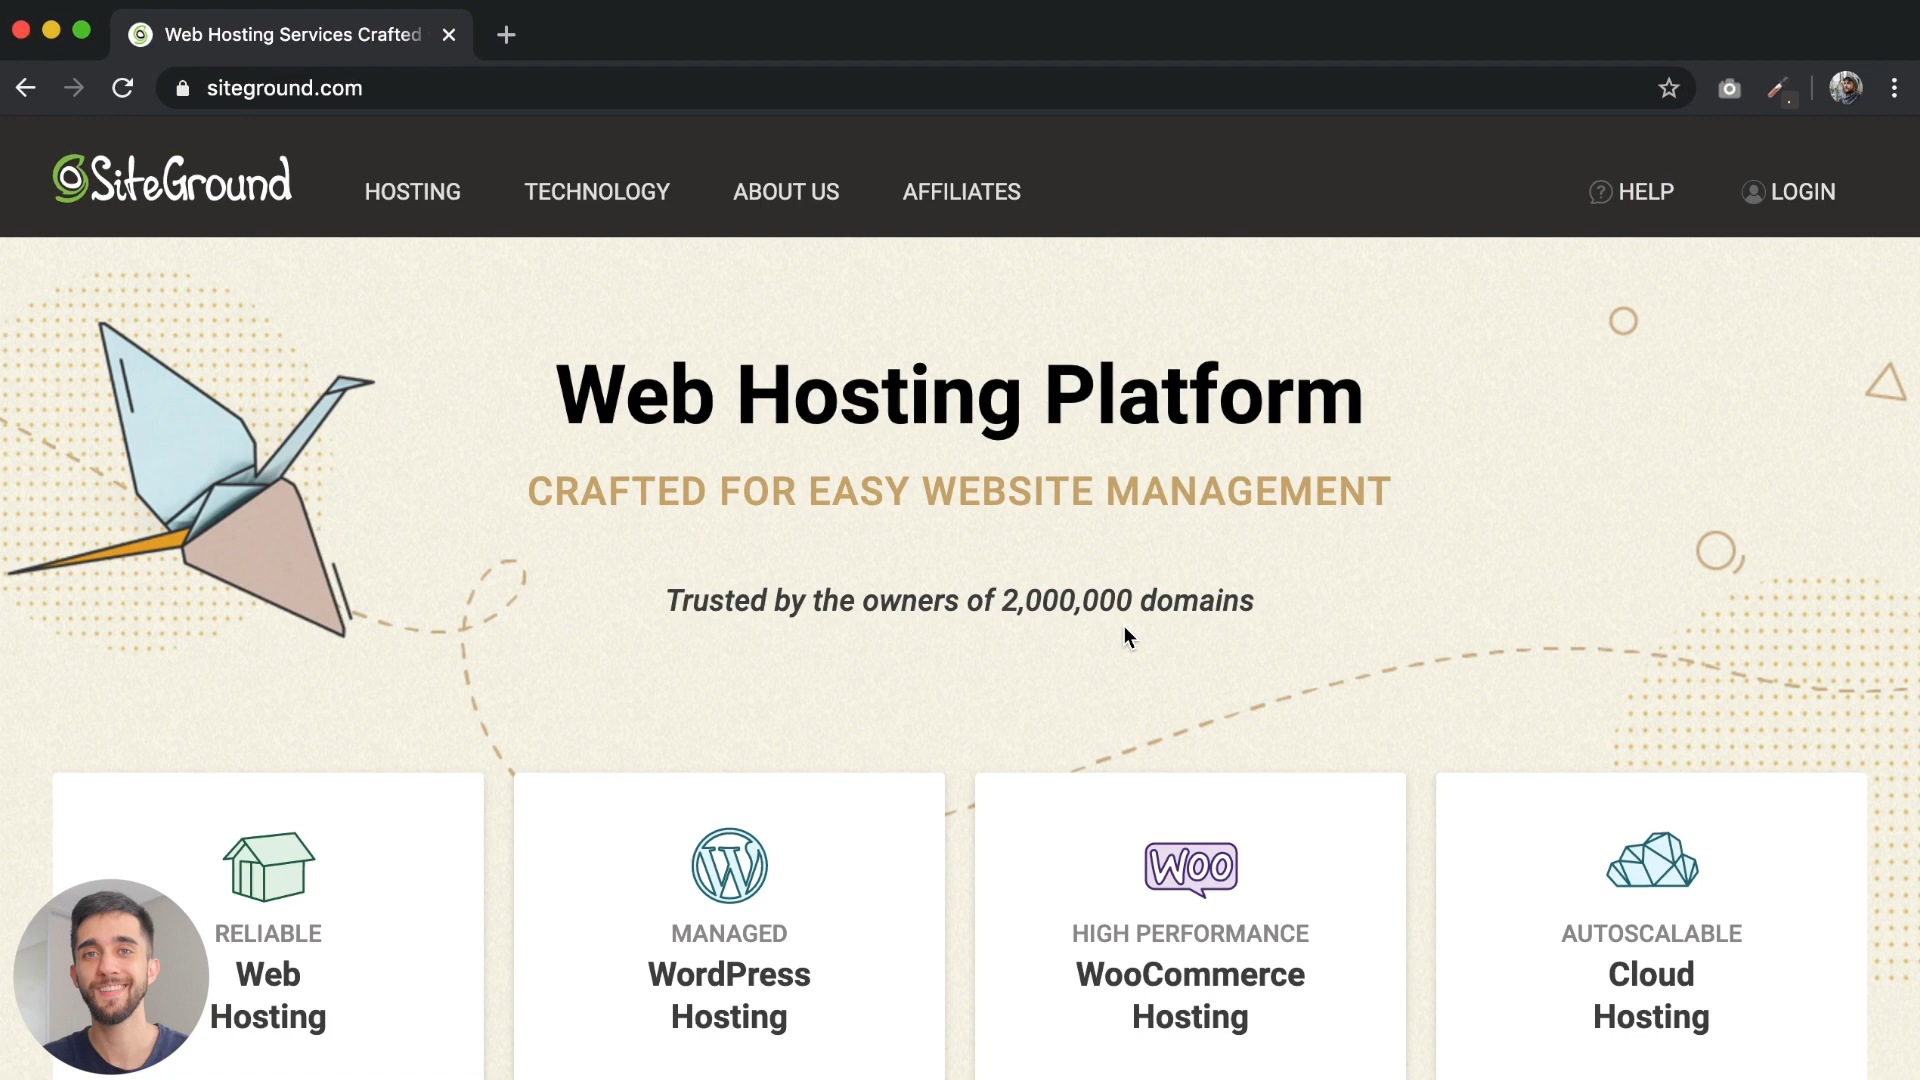 Web Hosting Services Crafted
siteground.com
SiteGround
HOSTING
TECHNOLOGY
ABOUT US
AFFILIATES
? HELP
LOGIN
Web Hosting Platform
CRAFTED FOR EASY WEBSITE MANAGEMENT
Trusted by the owners of 2,000,000 domains
RELIABLE
Web
Hosting
W
MANAGED
WordPress
Hosting
WOO
HIGH PERFORMANCE
WooCommerce
Hosting
AUTOSCALABLE
Cloud
Hosting